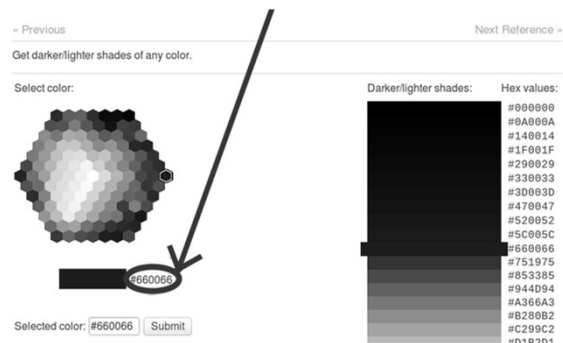 « Previous
Next Reference »
Get darker/lighter shades of any color.
Select color:
#660066
Selected color: #660066 Submit
Darker/lighter shades: Hex values:
#000000
#0A000A
#140014
#1F001F
#290029
#330033
#3D003D
#470047
#520052
#5C005C
#660066
#751975
#853385
#944D94
#A366A3
#B280B2
#C299C2
#D1B2D1